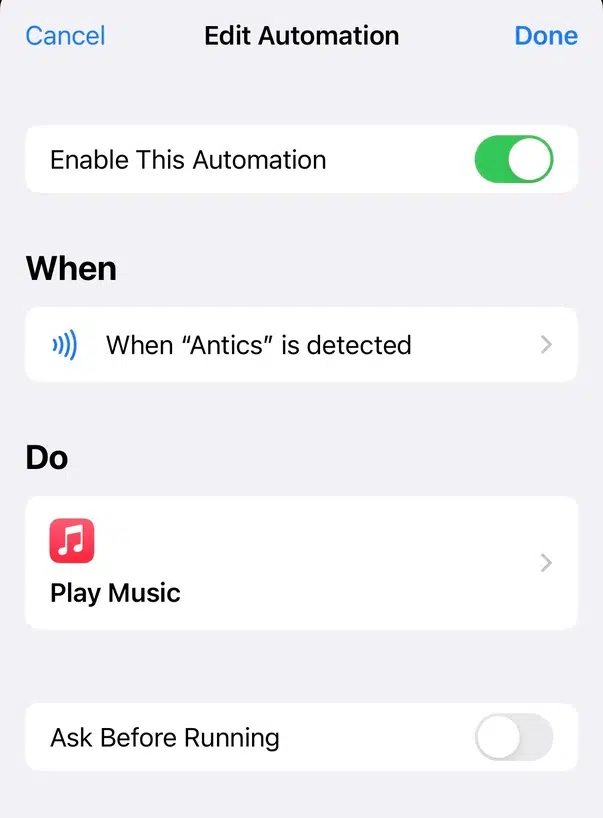 Cancel Edit Automation Done
Enable This Automation
When
When “Antics” is detected
Do
Play Music
Ask Before Running